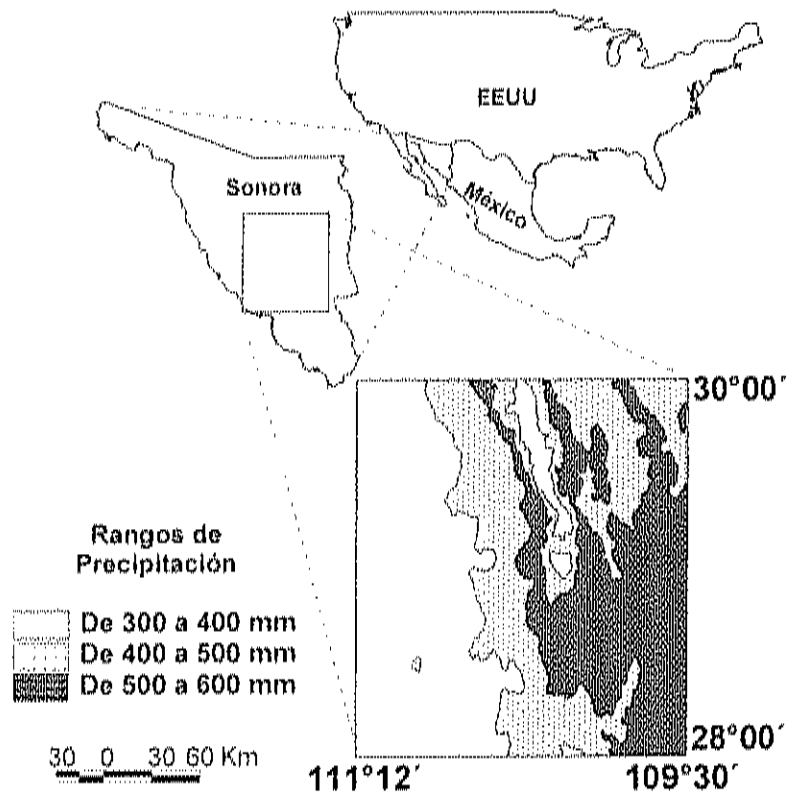 EEUU
Sonora
México
30°00´
Rangos de
Precipitación
De 300 a 400 mm
De 400 a 500 mm
De 500 a 600 mm
28°00´
30 0 30 60 Km
111°12´
109°30´